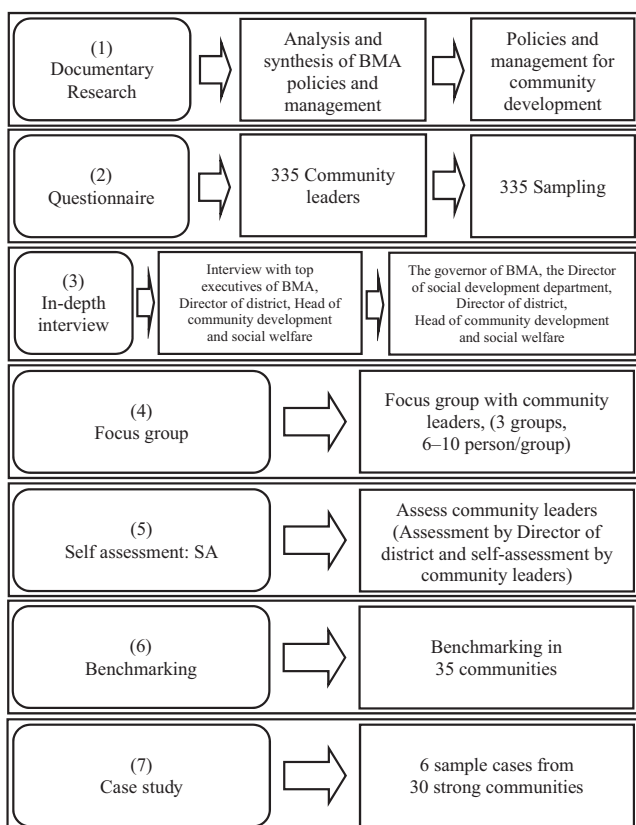 (1)
Documentary
Research
Analysis and
synthesis of BMA
policies and
management
Policies and
management for
community
development
(2)
Questionnaire
335 Community
leaders
335 Sampling
(3)
In-depth
interview
Interview with top
executives of BMA,
Director of district, Head of
community development
and social welfare
The governor of BMA, the Director
of social development department,
Director of district,
Head of community development
and social welfare
(4)
Focus group
Focus group with community
leaders, (3 groups,
6–10 person/group)
(5)
Self assessment: SA
Assess community leaders
(Assessment by Director of
district and self-assessment by
community leaders)
(6)
Benchmarking
Benchmarking in
35 communities
(7)
Case study
6 sample cases from
30 strong communities